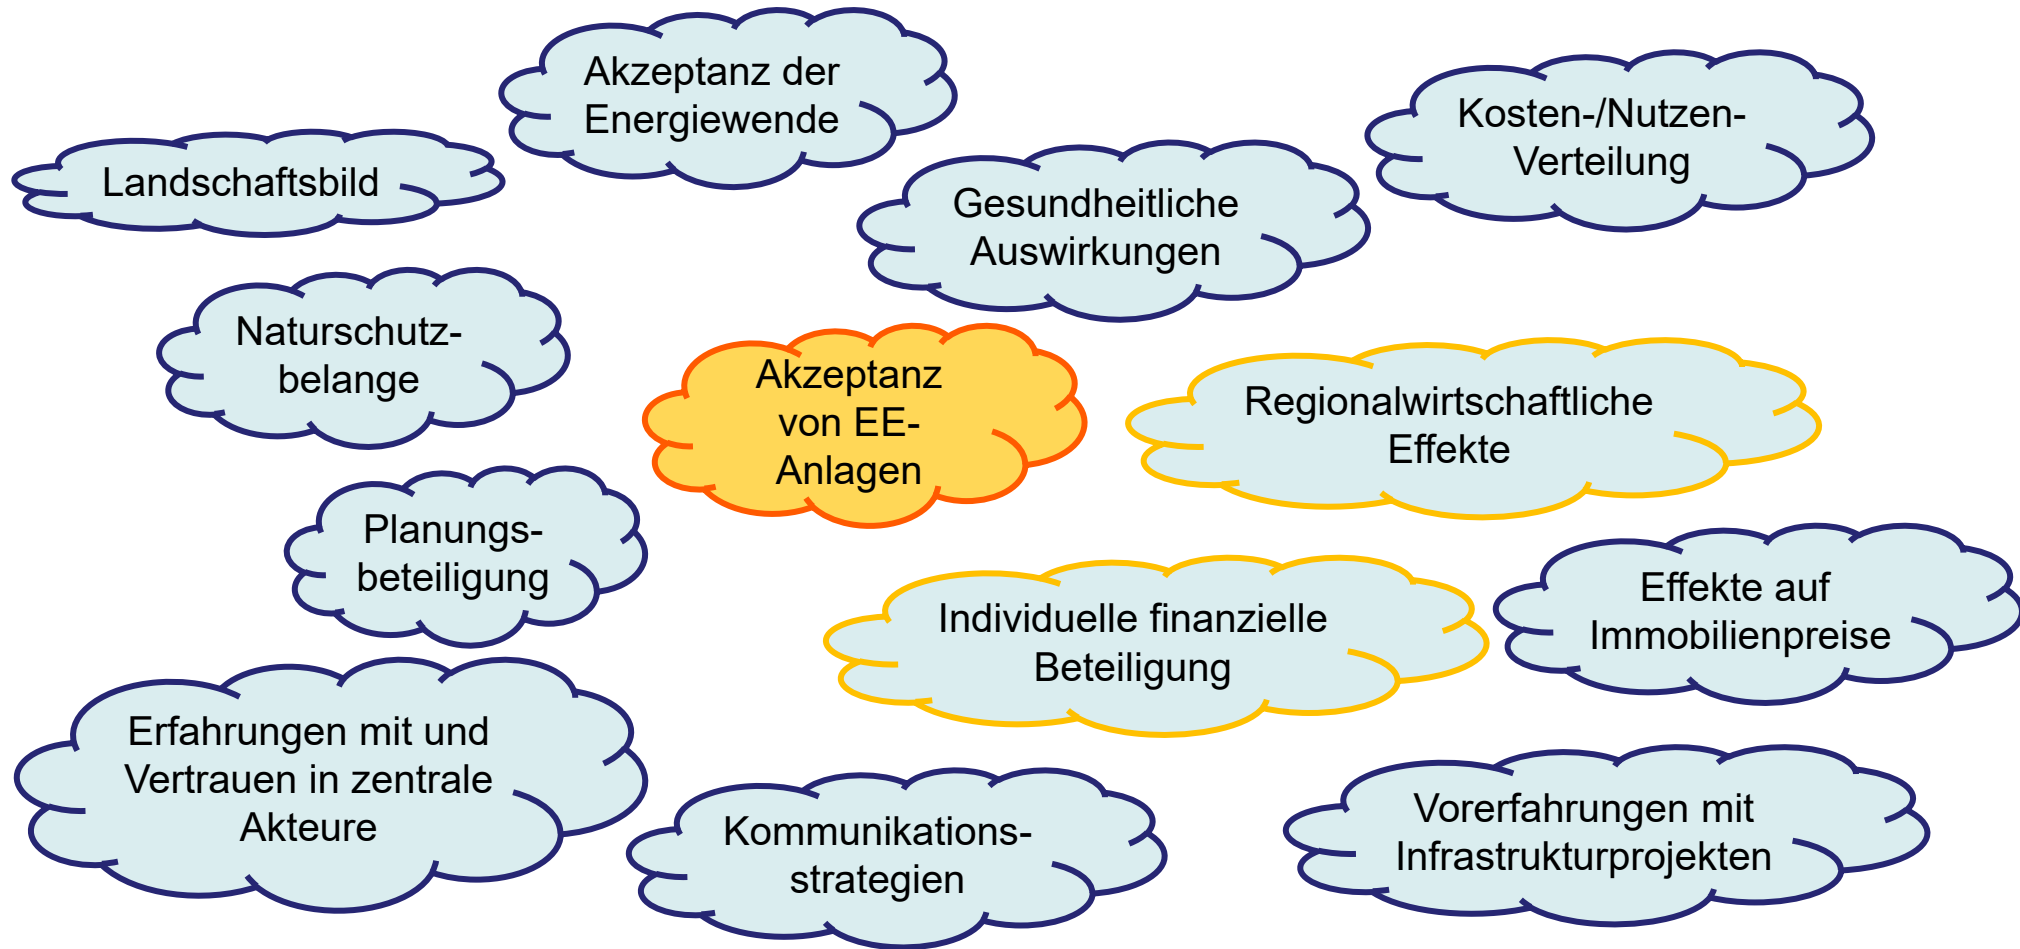 Akzeptanz der
Energiewende
Kosten-/Nutzen-
Verteilung
Landschaftsbild
Gesundheitliche
Auswirkungen
Naturschutz-
belange
Akzeptanz
von EE-
Anlagen
Regionalwirtschaftliche
Effekte
Planungs-
beteiligung
Individuelle finanzielle
Beteiligung
Effekte auf
Immobilienpreise
Erfahrungen mit und
Vertrauen in zentrale
Akteure
Kommunikations-
strategien
Vorerfahrungen mit
Infrastrukturprojekten